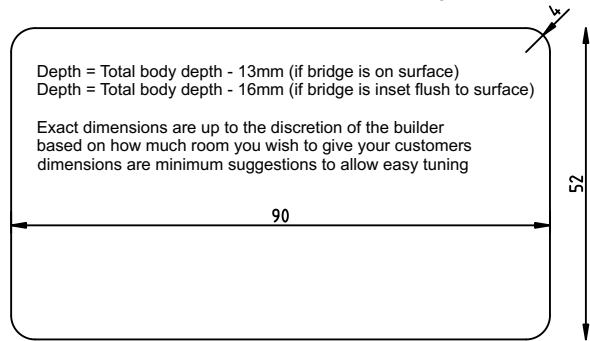 4
Depth = Total body depth - 13mm (if bridge is on surface)
Depth = Total body depth - 16mm (if bridge is inset flush to surface)
Exact dimensions are up to the discretion of the builder
based on how much room you wish to give your customers
dimensions are minimum suggestions to allow easy tuning
52
90